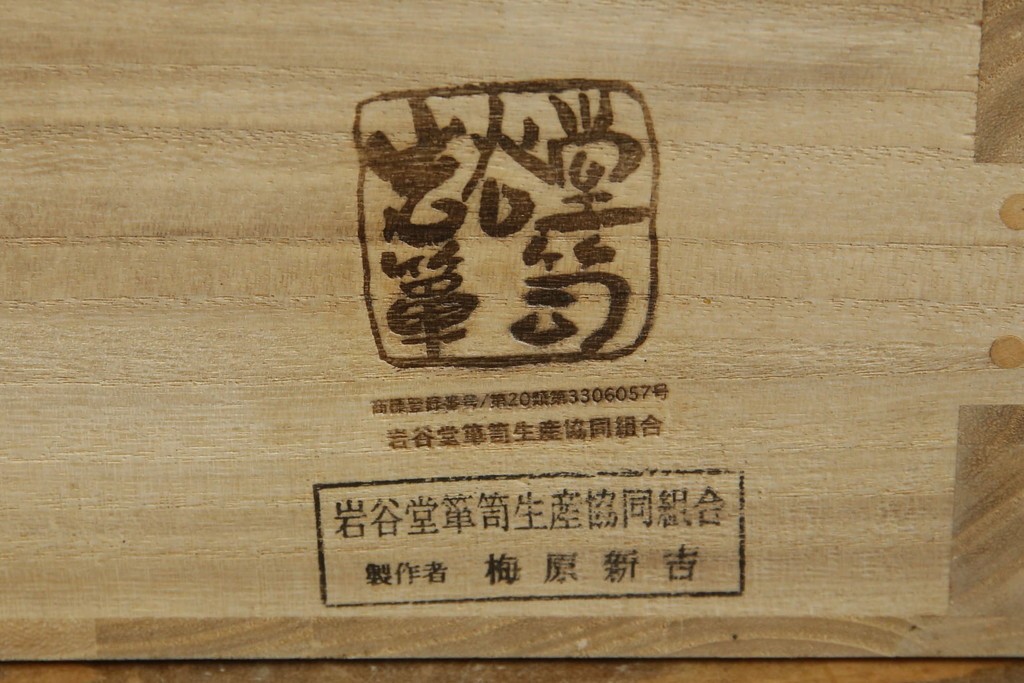 岩谷堂
箪笥
商標登録番号/第20類第3306057号
岩谷堂箪笥生産協同組合
岩谷堂箪笥生産協同組合
製作者 梅原新吉